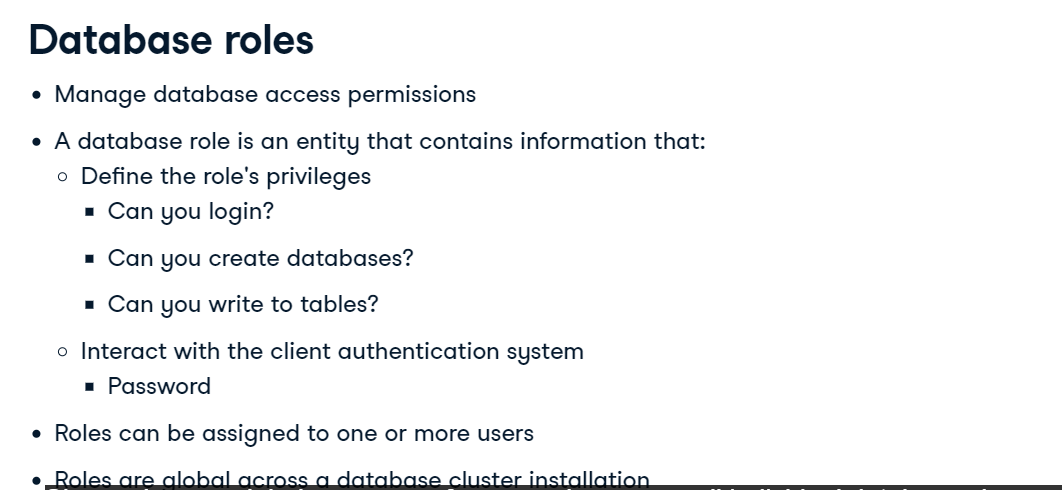 Database roles
• Manage database access permissions
• A database role is an entity that contains information that:
○ Define the role's privileges
■ Can you login?
■ Can you create databases?
■ Can you write to tables?
○ Interact with the client authentication system
■ Password
• Roles can be assigned to one or more users
• Roles are global across a database cluster installation